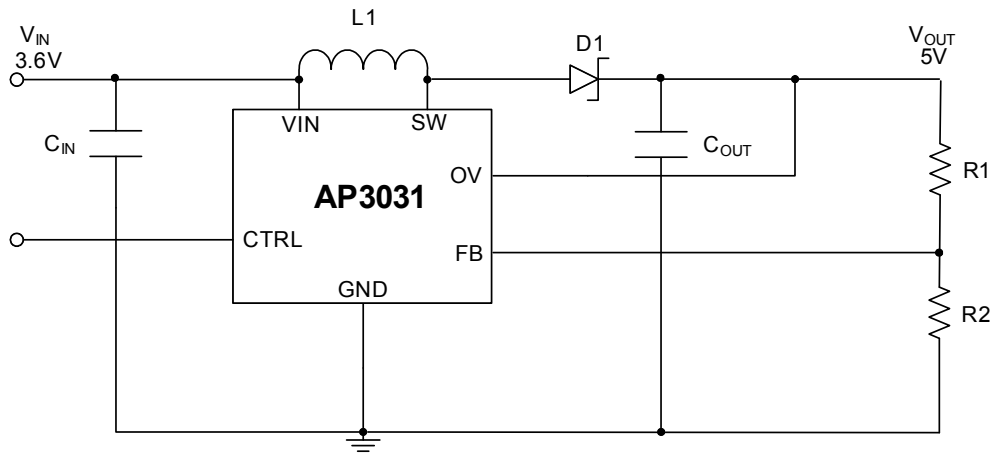 L1
VIN
3.6V
D1
VOUT
5V
VIN
SW
CIN
COUT
OV
R1
AP3031
CTRL
FB
GND
R2